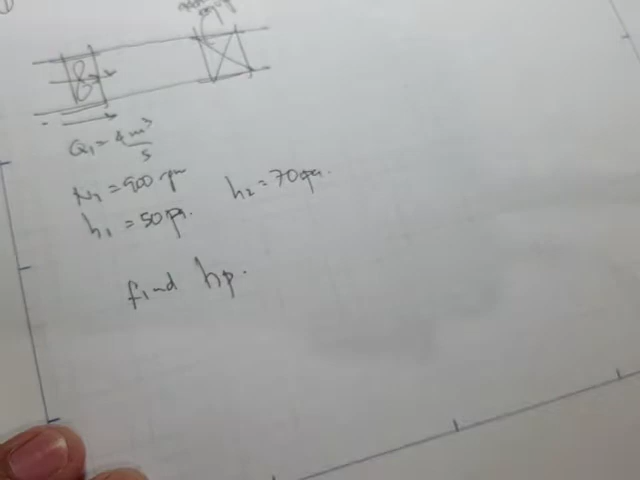 Q₁ = 4 m³/s
N₁ = 900 rpm
h₁ = 50 pa. h₂ = 70 pa.
find hp.